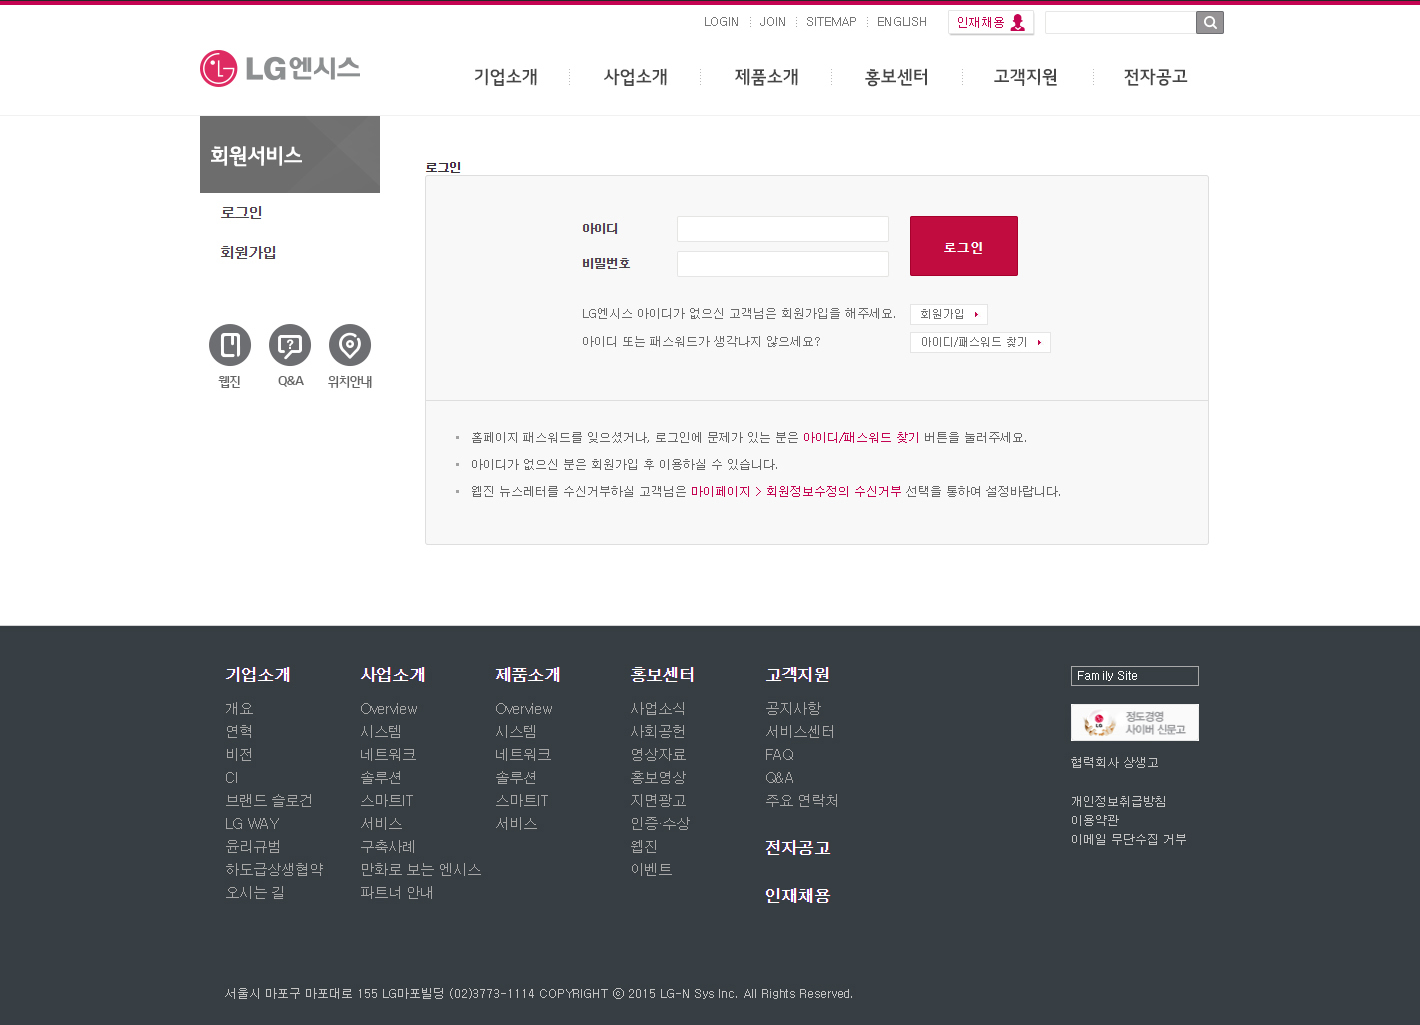 LOGIN JOIN SITEMAP ENGLISH 인재채용
LG엔시스
기업소개 사업소개 제품소개 홍보센터 고객지원 전자공고
회원서비스
로그인
회원가입
웹진 Q&A 위치안내
로그인
아이디
비밀번호
로그인
LG엔시스 아이디가 없으신 고객님은 회원가입을 해주세요. 회원가입
아이디 또는 패스워드가 생각나지 않으세요? 아이디/패스워드 찾기
홈페이지 패스워드를 잊으셨거나, 로그인에 문제가 있는 분은 아이디/패스워드 찾기 버튼을 눌러주세요.
아이디가 없으신 분은 회원가입 후 이용하실 수 있습니다.
웹진 뉴스레터를 수신거부하실 고객님은 마이페이지 > 회원정보수정의 수신거부 선택을 통하여 설정바랍니다.
기업소개
개요
연혁
비전
CI
브랜드 슬로건
LG WAY
윤리규범
하도급상생협약
오시는 길
사업소개
Overview
시스템
네트워크
솔루션
스마트IT
서비스
구축사례
만화로 보는 엔시스
파트너 안내
제품소개
Overview
시스템
네트워크
솔루션
스마트IT
서비스
홍보센터
사업소식
사회공헌
영상자료
홍보영상
지면광고
인증·수상
웹진
이벤트
고객지원
공지사항
서비스센터
FAQ
Q&A
주요 연락처
전자공고
인재채용
Family Site
정도경영
사이버 신문고
협력회사 상생고
개인정보취급방침
이용약관
이메일 무단수집 거부
서울시 마포구 마포대로 155 LG마포빌딩 (02)3773-1114 COPYRIGHT ⓒ 2015 LG-N Sys Inc. All Rights Reserved.